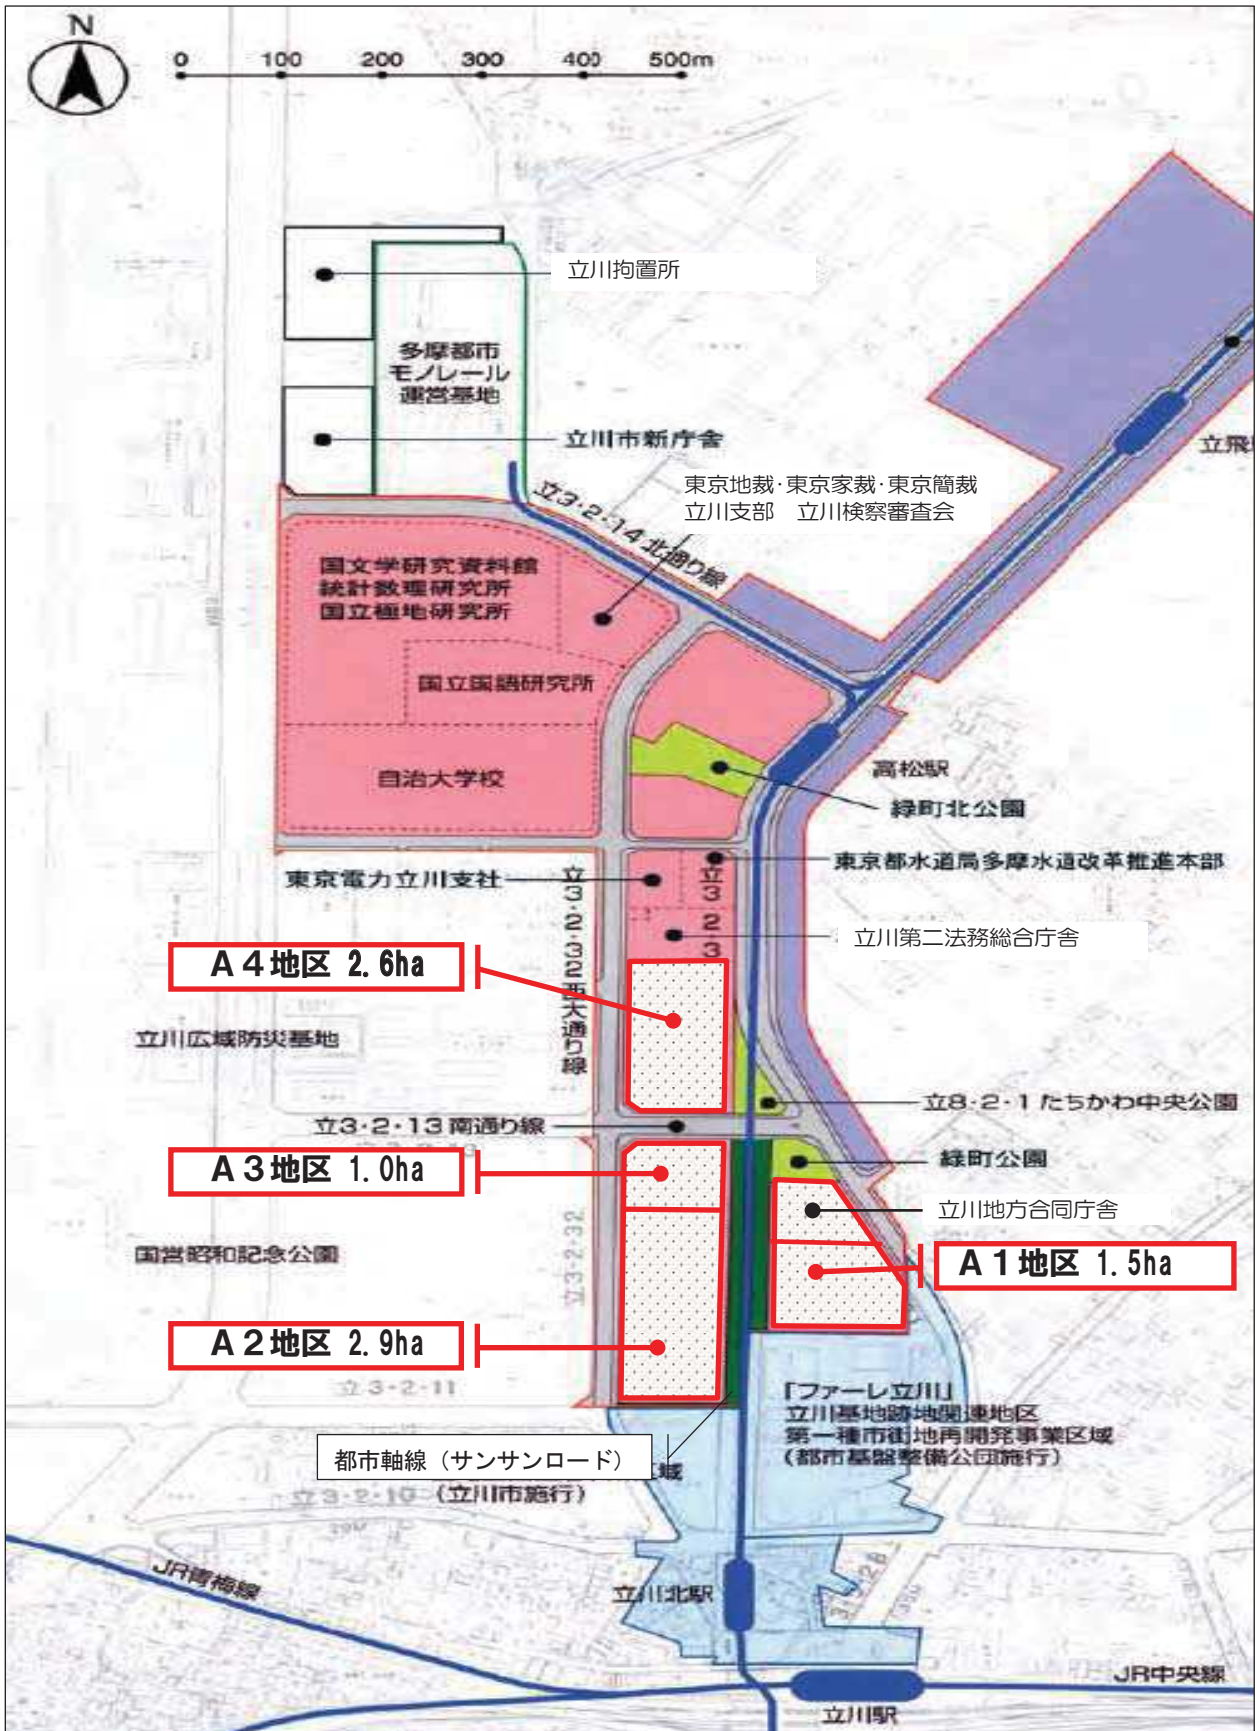 N
0 100 200 300 400 500m
立川拘置所
多摩都市
モノレール
運営基地
立川市新庁舎
東京地裁・東京家裁・東京簡裁
立川支部 立川検察審査会
立飛
立3・2・14北通り線
国文学研究資料館
統計数理研究所
国立極地研究所
国立国語研究所
自治大学校
高松駅
緑町北公園
東京都水道局多摩水道改革推進本部
東京電力立川支社
立3・2・32西大通り線
立3
2・3
立川第二法務総合庁舎
A4地区 2.6ha
立川広域防災基地
立8・2・1たちかわ中央公園
立3・2・13南通り線
緑町公園
A3地区 1.0ha
立川地方合同庁舎
立3・2・32
国営昭和記念公園
A1地区 1.5ha
A2地区 2.9ha
立3・2・11
「ファーレ立川」
立川基地跡地関連地区
第一種市街地再開発事業区域
(都市基盤整備公団施行)
都市軸線(サンサンロード)
域
立3・2・10
(立川市施行)
JR青梅線
立川北駅
JR中央線
立川駅